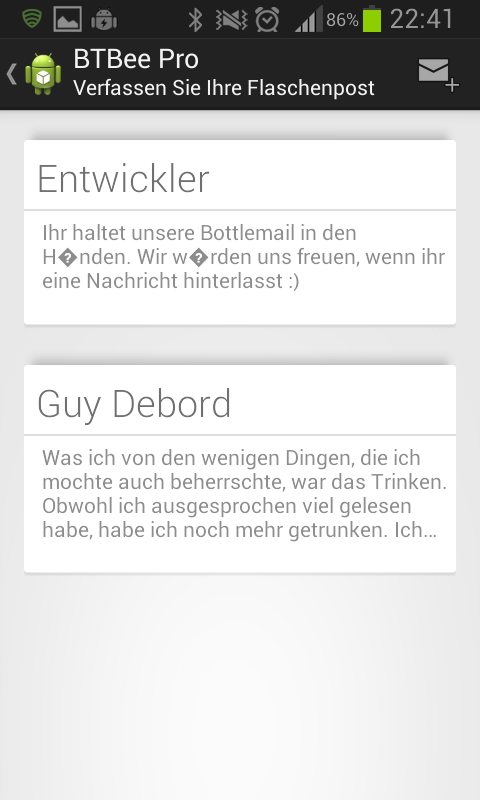 86% 22:41
BTBee Pro
Verfassen Sie Ihre Flaschenpost
Entwickler
Ihr haltet unsere Bottlemail in den
H�nden. Wir w�rden uns freuen, wenn ihr
eine Nachricht hinterlasst :)
Guy Debord
Was ich von den wenigen Dingen, die ich
mochte auch beherrschte, war das Trinken.
Obwohl ich ausgesprochen viel gelesen
habe, habe ich noch mehr getrunken. Ich...